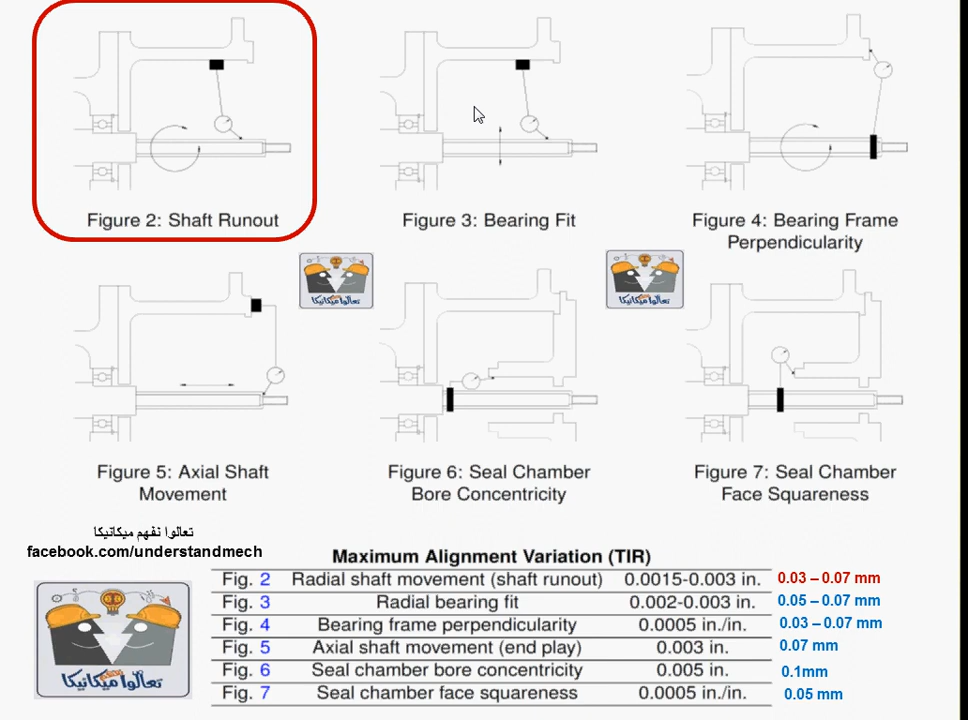 Figure 2: Shaft Runout
Figure 3: Bearing Fit
Figure 4: Bearing Frame
Perpendicularity
تعالوا ميكانيكا
تعالوا ميكانيكا
Figure 5: Axial Shaft
Movement
Figure 6: Seal Chamber
Bore Concentricity
Figure 7: Seal Chamber
Face Squareness
تعالوا نفهم ميكانيكا
facebook.com/understandmech
تعالوا ميكانيكا
Maximum Alignment Variation (TIR)
Fig. 2 Radial shaft movement (shaft runout) 0.0015-0.003 in. 0.03 – 0.07 mm
Fig. 3 Radial bearing fit 0.002-0.003 in. 0.05 – 0.07 mm
Fig. 4 Bearing frame perpendicularity 0.0005 in./in. 0.03 – 0.07 mm
Fig. 5 Axial shaft movement (end play) 0.003 in. 0.07 mm
Fig. 6 Seal chamber bore concentricity 0.005 in. 0.1mm
Fig. 7 Seal chamber face squareness 0.0005 in./in. 0.05 mm